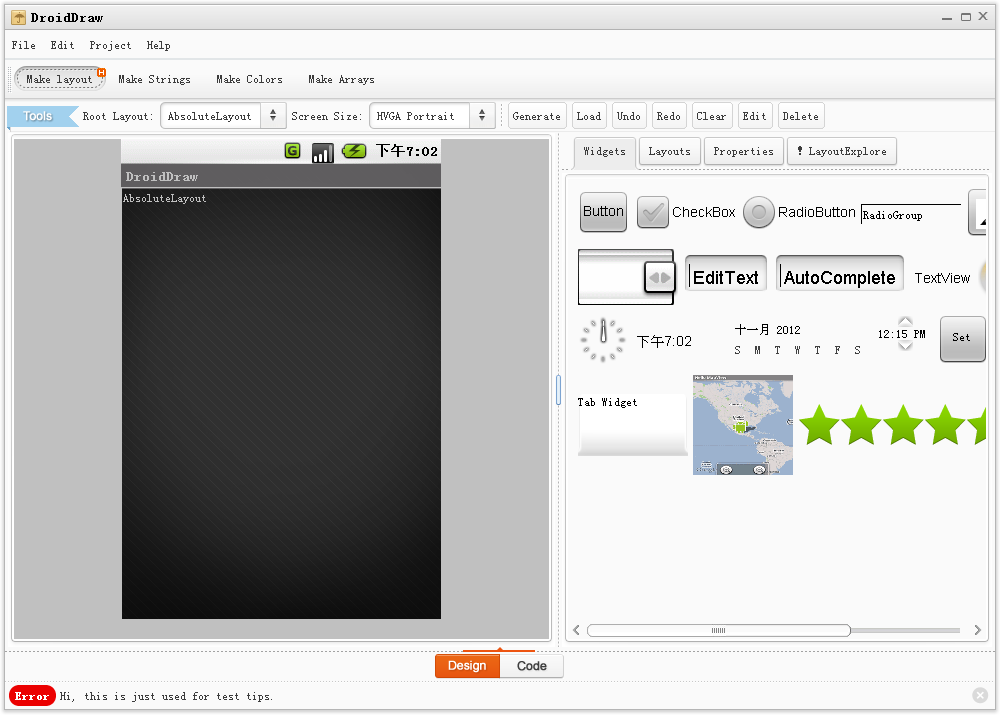 DroidDraw
File Edit Project Help
Make layout H Make Strings Make Colors Make Arrays
Tools Root Layout: AbsoluteLayout Screen Size: HVGA Portrait Generate Load Undo Redo Clear Edit Delete
G 下午7:02
DroidDraw
AbsoluteLayout
Widgets Layouts Properties ! LayoutExplore
Button CheckBox RadioButton RadioGroup
EditText AutoComplete TextView
下午7:02 十一月 2012 12:15 PM Set
S M T W T F S
Tab Widget
HelloMapView
Design Code
Error Hi, this is just used for test tips.